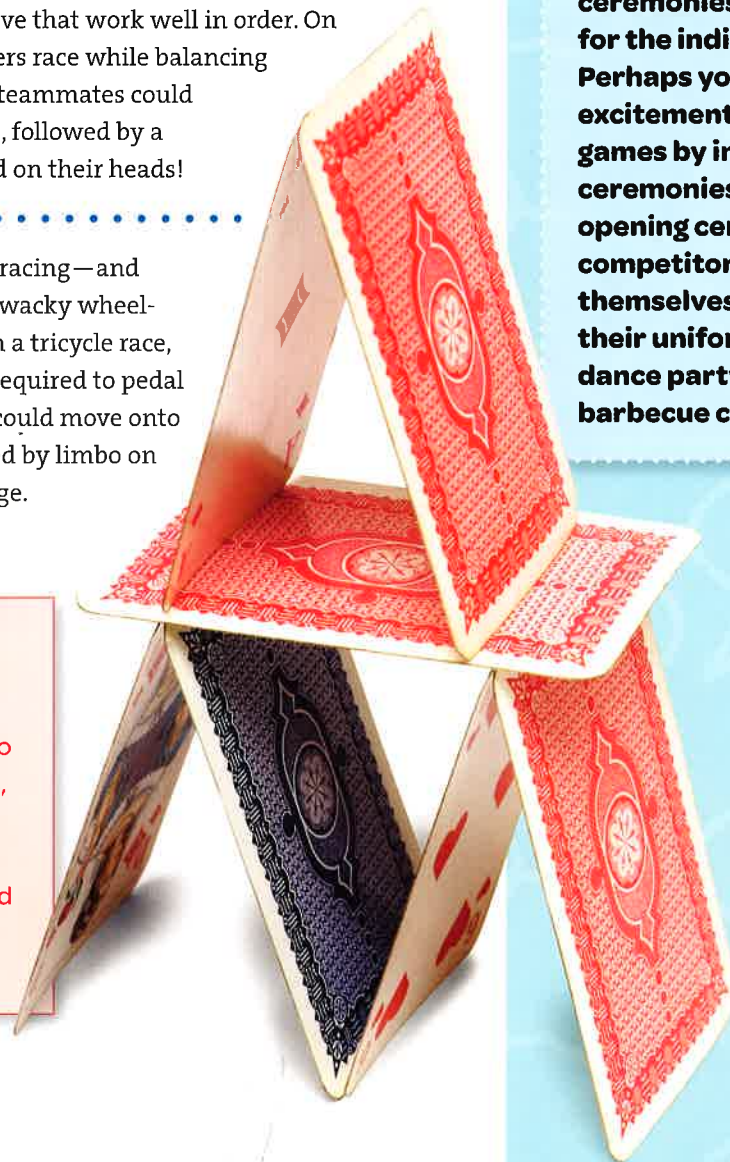 ve that work well in order. On
ers race while balancing
teammates could
, followed by a
d on their heads!
racing—and
wacky wheel-
n a tricycle race,
equired to pedal
could move onto
d by limbo on
ge.
o
,
d
ceremonies
for the indi
Perhaps yo
excitement
games by in
ceremonies
opening cer
competitor
themselves
their unifor
dance party
barbecue c